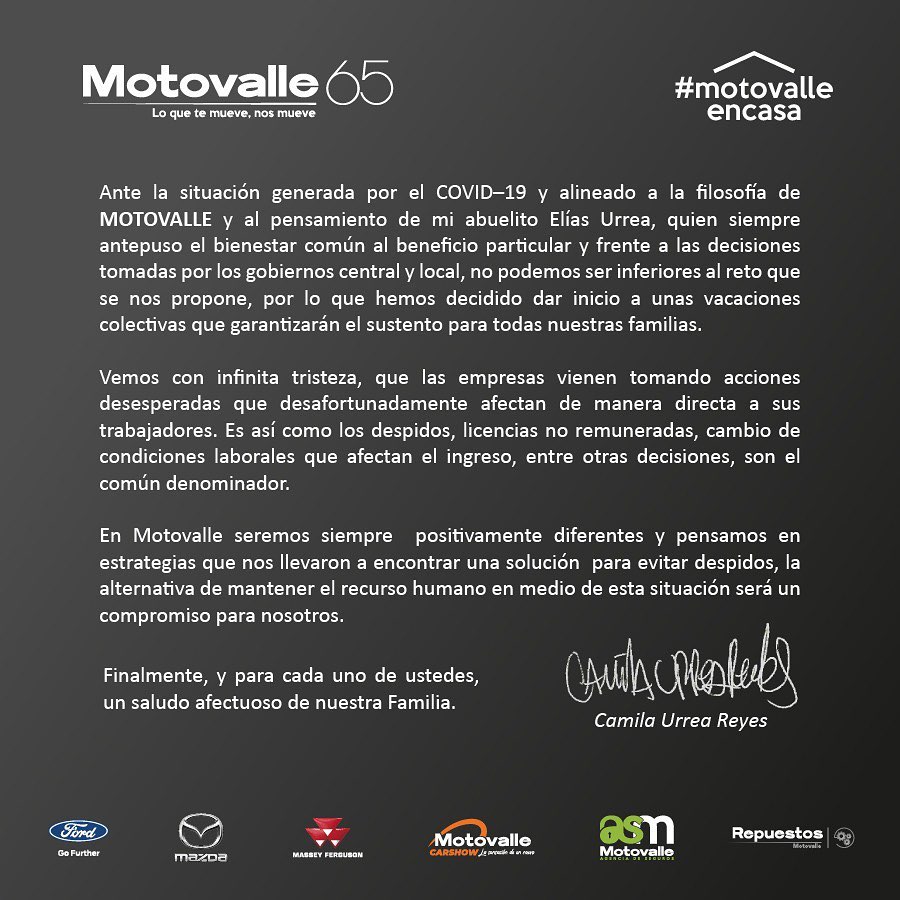 Motovalle 65
Lo que te mueve, nos mueve
#motovalle
encasa
Ante la situación generada por el COVID–19 y alineado a la filosofía de
MOTOVALLE y al pensamiento de mi abuelito Elías Urrea, quien siempre
antepuso el bienestar común al beneficio particular y frente a las decisiones
tomadas por los gobiernos central y local, no podemos ser inferiores al reto que
se nos propone, por lo que hemos decidido dar inicio a unas vacaciones
colectivas que garantizarán el sustento para todas nuestras familias.
Vemos con infinita tristeza, que las empresas vienen tomando acciones
desesperadas que desafortunadamente afectan de manera directa a sus
trabajadores. Es así como los despidos, licencias no remuneradas, cambio de
condiciones laborales que afectan el ingreso, entre otras decisiones, son el
común denominador.
En Motovalle seremos siempre positivamente diferentes y pensamos en
estrategias que nos llevaron a encontrar una solución para evitar despidos, la
alternativa de mantener el recurso humano en medio de esta situación será un
compromiso para nosotros.
Finalmente, y para cada uno de ustedes,
un saludo afectuoso de nuestra Familia.
Camila Urrea Reyes
Ford
Go Further
mazda
MASSEY FERGUSON
Motovalle
CARSHOW La sensación de un nuevo
asm
Motovalle
AGENCIA DE SEGUROS
Repuestos
Motovalle